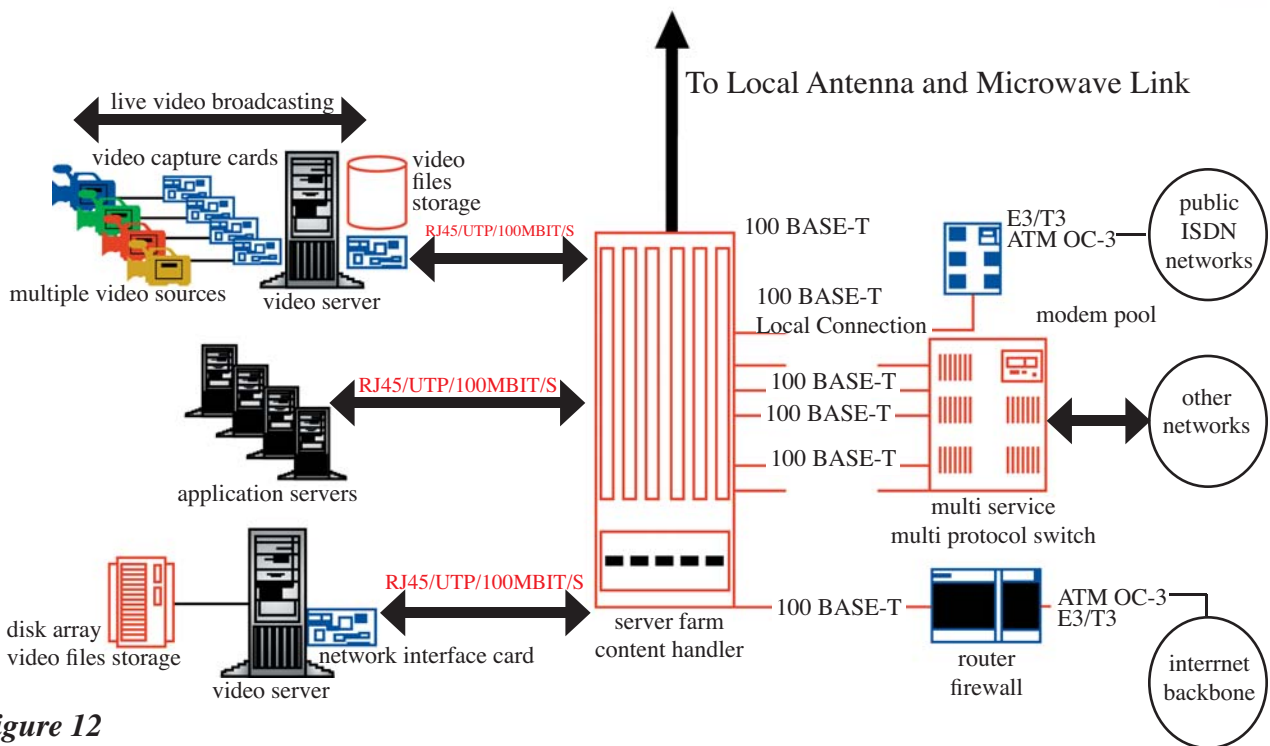 To Local Antenna and Microwave Link
live video broadcasting
video capture cards
video
files
storage
RJ45/UTP/100MBIT/S
multiple video sources
video server
100 BASE-T
E3/T3
ATM OC-3
public
ISDN
networks
100 BASE-T
Local Connection
modem pool
RJ45/UTP/100MBIT/S
application servers
100 BASE-T
100 BASE-T
100 BASE-T
other
networks
multi service
multi protocol switch
RJ45/UTP/100MBIT/S
disk array
video files storage
network interface card
video server
server farm
content handler
100 BASE-T
router
firewall
ATM OC-3
E3/T3
interrnet
backbone
igure 12